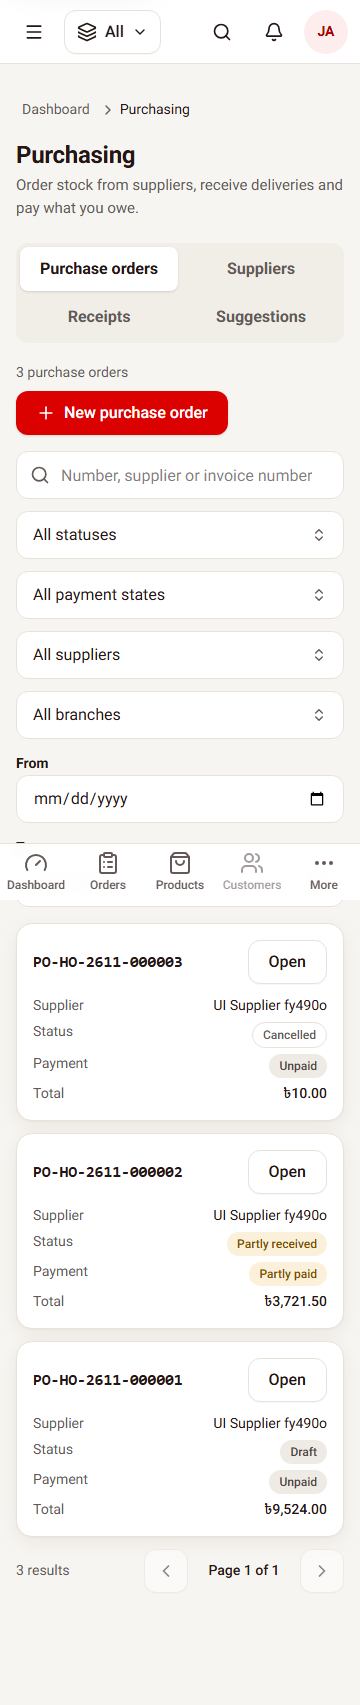 All
JA
Dashboard > Purchasing
Purchasing
Order stock from suppliers, receive deliveries and
pay what you owe.
Purchase orders Suppliers
Receipts Suggestions
3 purchase orders
+ New purchase order
Number, supplier or invoice number
All statuses
All payment states
All suppliers
All branches
From
mm/dd/yyyy
Dashboard Orders Products Customers More
PO-HO-2611-000003 Open
Supplier UI Supplier fy490o
Status Cancelled
Payment Unpaid
Total ৳10.00
PO-HO-2611-000002 Open
Supplier UI Supplier fy490o
Status Partly received
Payment Partly paid
Total ৳3,721.50
PO-HO-2611-000001 Open
Supplier UI Supplier fy490o
Status Draft
Payment Unpaid
Total ৳9,524.00
3 results Page 1 of 1